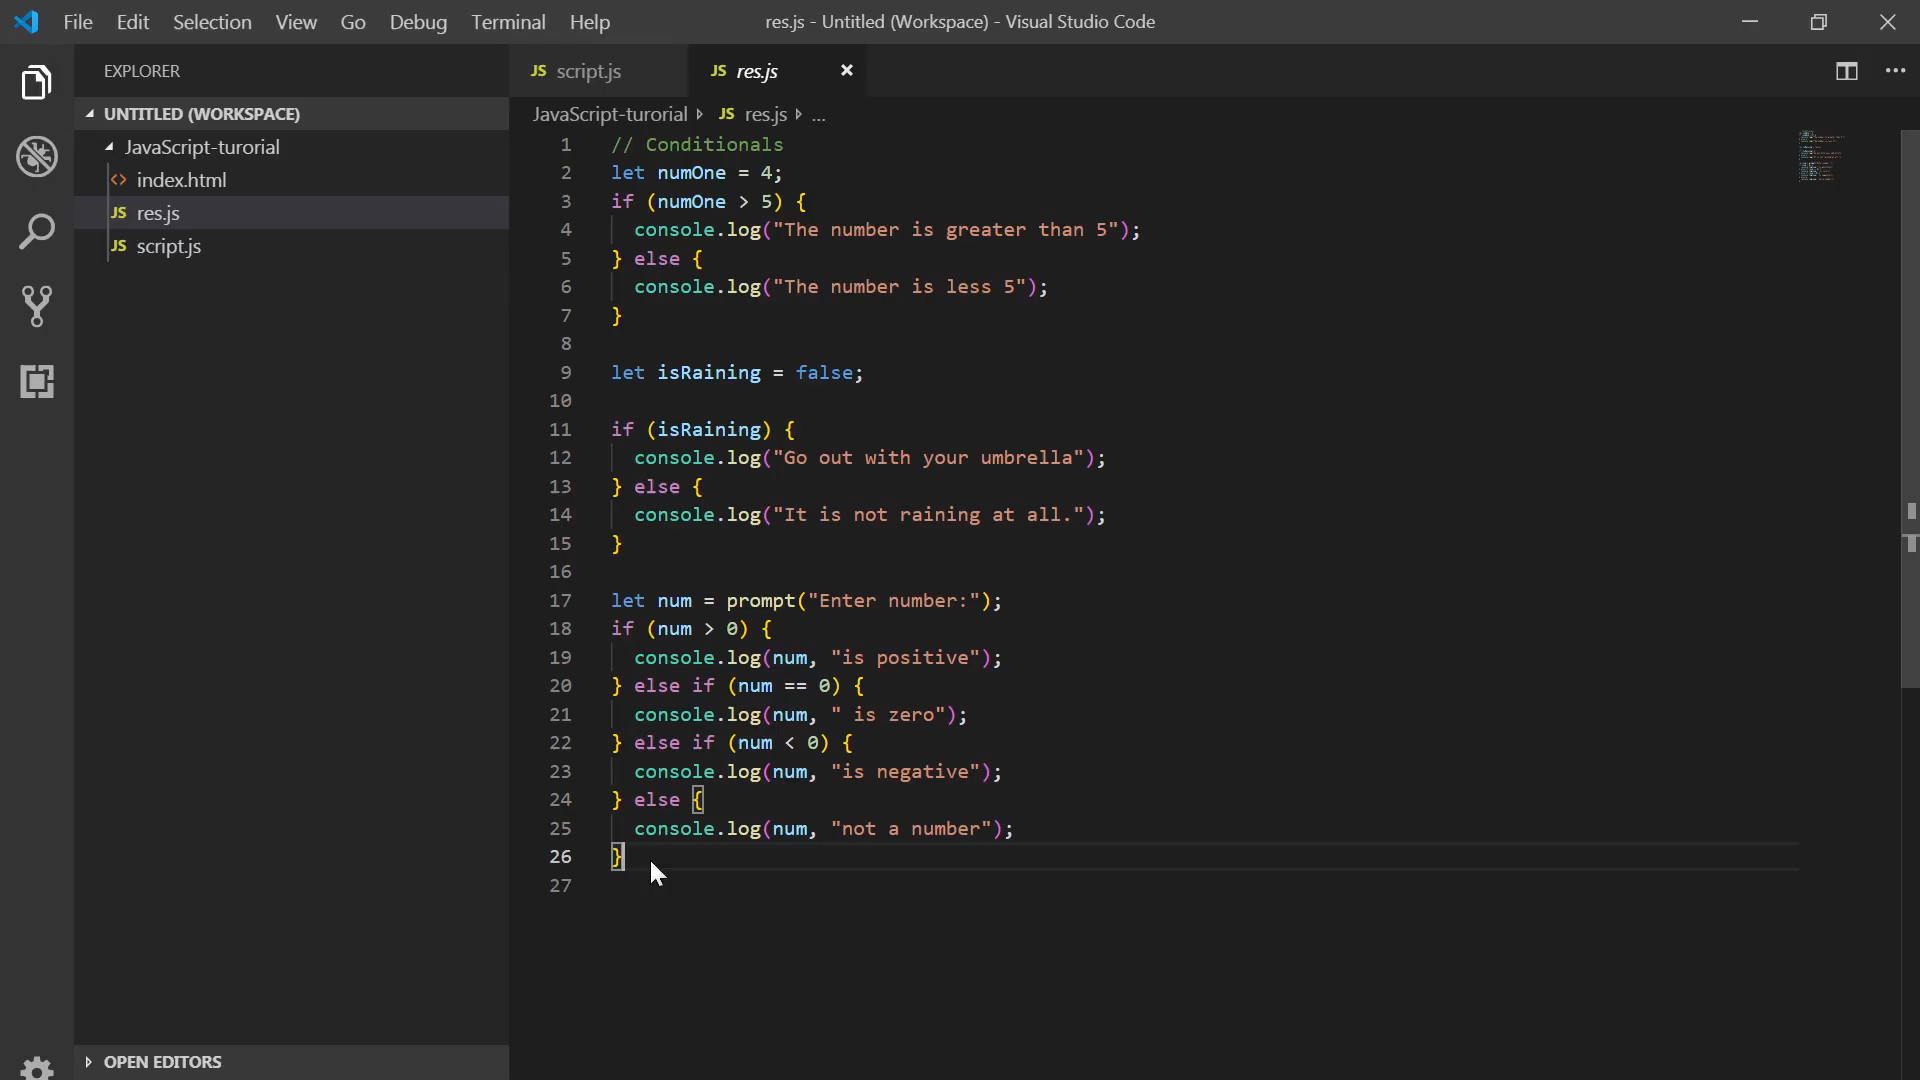 File Edit Selection View Go Debug Terminal Help res.js - Untitled (Workspace) - Visual Studio Code
EXPLORER
UNTITLED (WORKSPACE)
JavaScript-turorial
<> index.html
JS res.js
JS script.js
OPEN EDITORS
JS script.js JS res.js
JavaScript-turorial JS res.js ...
1 // Conditionals
2 let numOne = 4;
3 if (numOne > 5) {
4 console.log("The number is greater than 5");
5 } else {
6 console.log("The number is less 5");
7 }
8
9 let isRaining = false;
10
11 if (isRaining) {
12 console.log("Go out with your umbrella");
13 } else {
14 console.log("It is not raining at all.");
15 }
16
17 let num = prompt("Enter number:");
18 if (num > 0) {
19 console.log(num, "is positive");
20 } else if (num == 0) {
21 console.log(num, " is zero");
22 } else if (num < 0) {
23 console.log(num, "is negative");
24 } else {
25 console.log(num, "not a number");
26 }
27